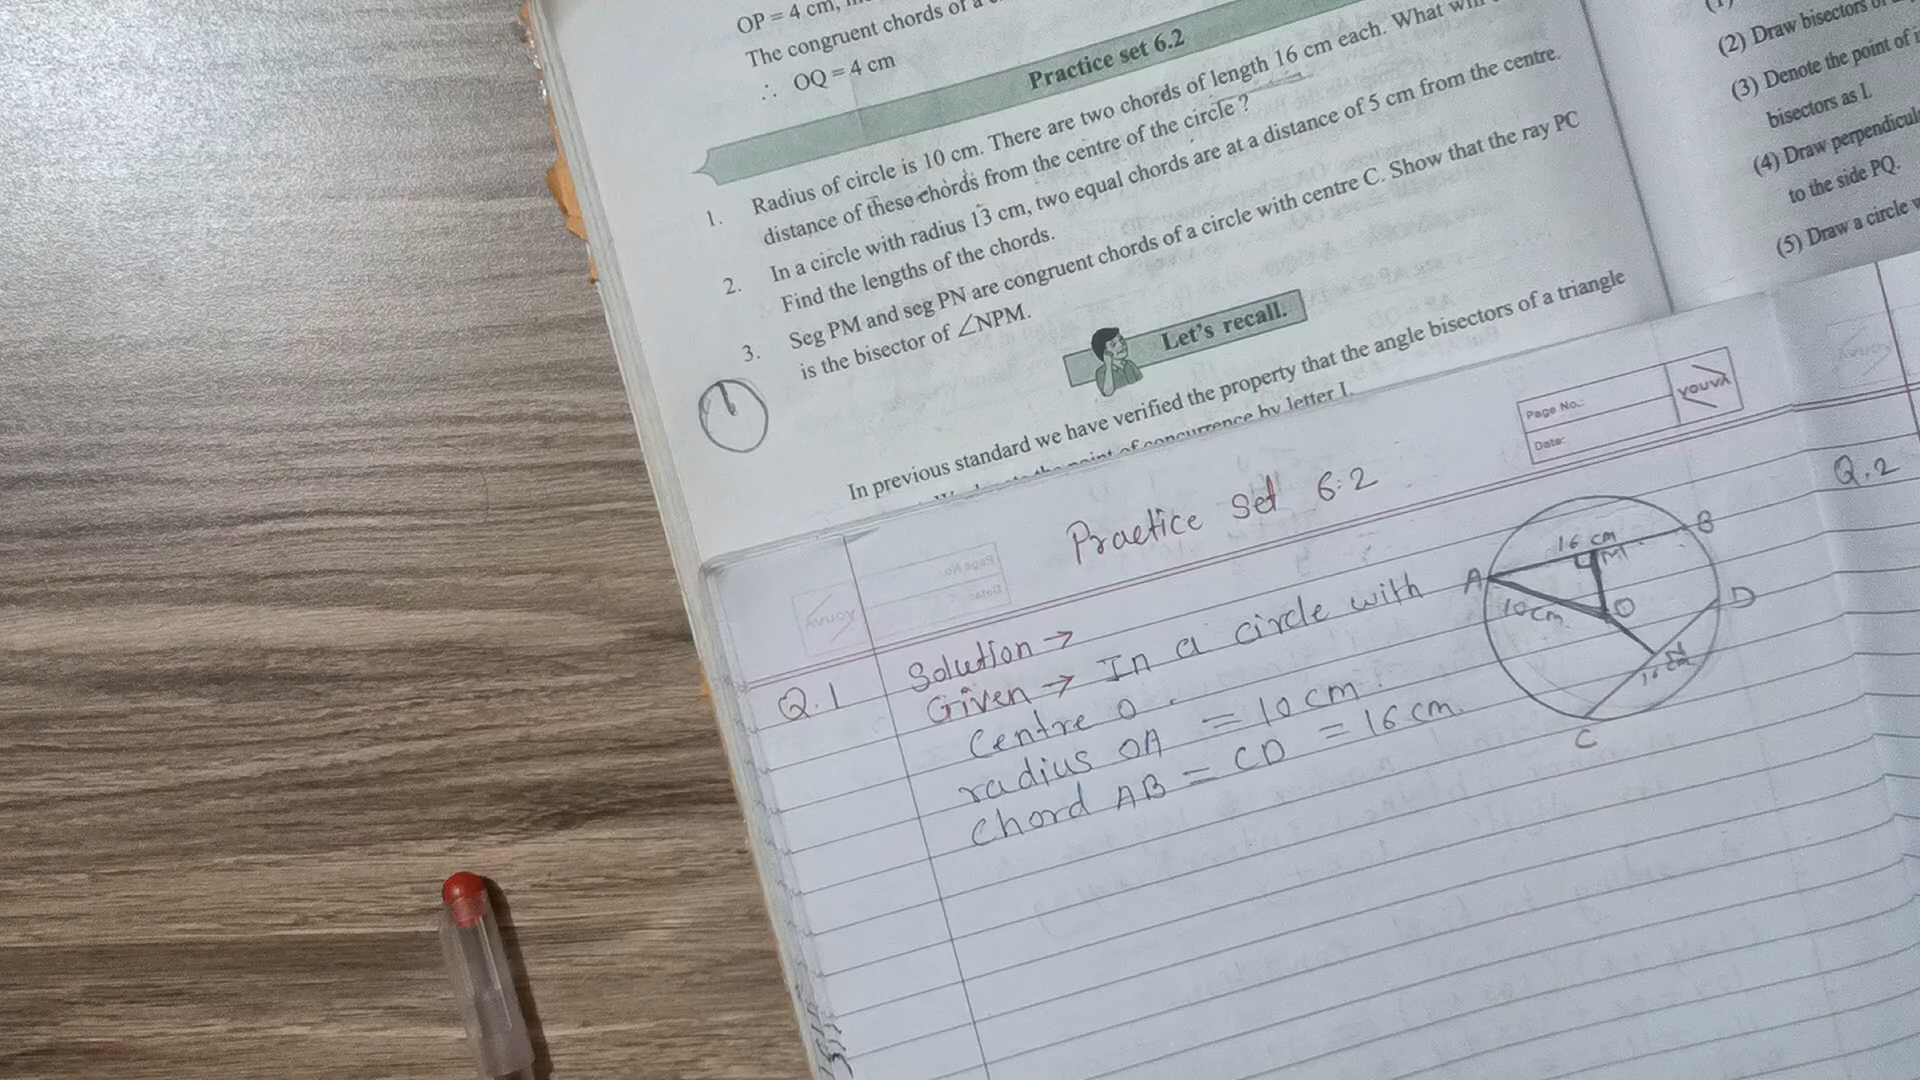 OP = 4 cm,
The congruent chords of a
∴ OQ = 4 cm
Practice set 6.2
1. Radius of circle is 10 cm. There are two chords of length 16 cm each. What will
distance of these chords from the centre of the circle ?
2. In a circle with radius 13 cm, two equal chords are at a distance of 5 cm from the centre.
Find the lengths of the chords.
3. Seg PM and seg PN are congruent chords of a circle with centre C. Show that the ray PC
is the bisector of ∠NPM.
Let's recall.
In previous standard we have verified the property that the angle bisectors of a triangle
point of concurrence by letter I.
(1)
(2) Draw bisectors of
(3) Denote the point of
bisectors as I.
(4) Draw perpendicular
to the side PQ.
(5) Draw a circle
Page No.:
Date:
YOUVA
Practice Set 6.2
Q.1
Solution →
Given → In a circle with
Centre O.
radius OA = 10 cm.
Chord AB = CD = 16 cm.
A
B
16 cm
M
10 cm
O
D
N
C
Q.2